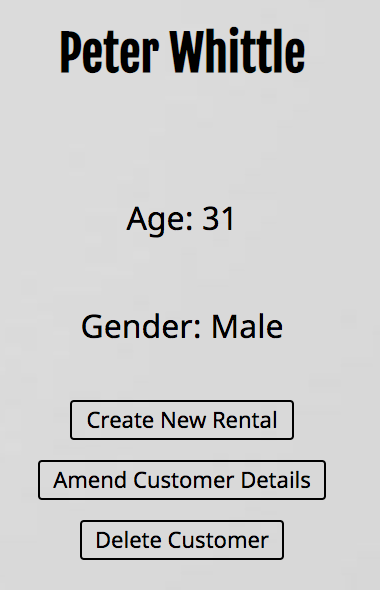 Peter Whittle
Age: 31
Gender: Male
Create New Rental
Amend Customer Details
Delete Customer